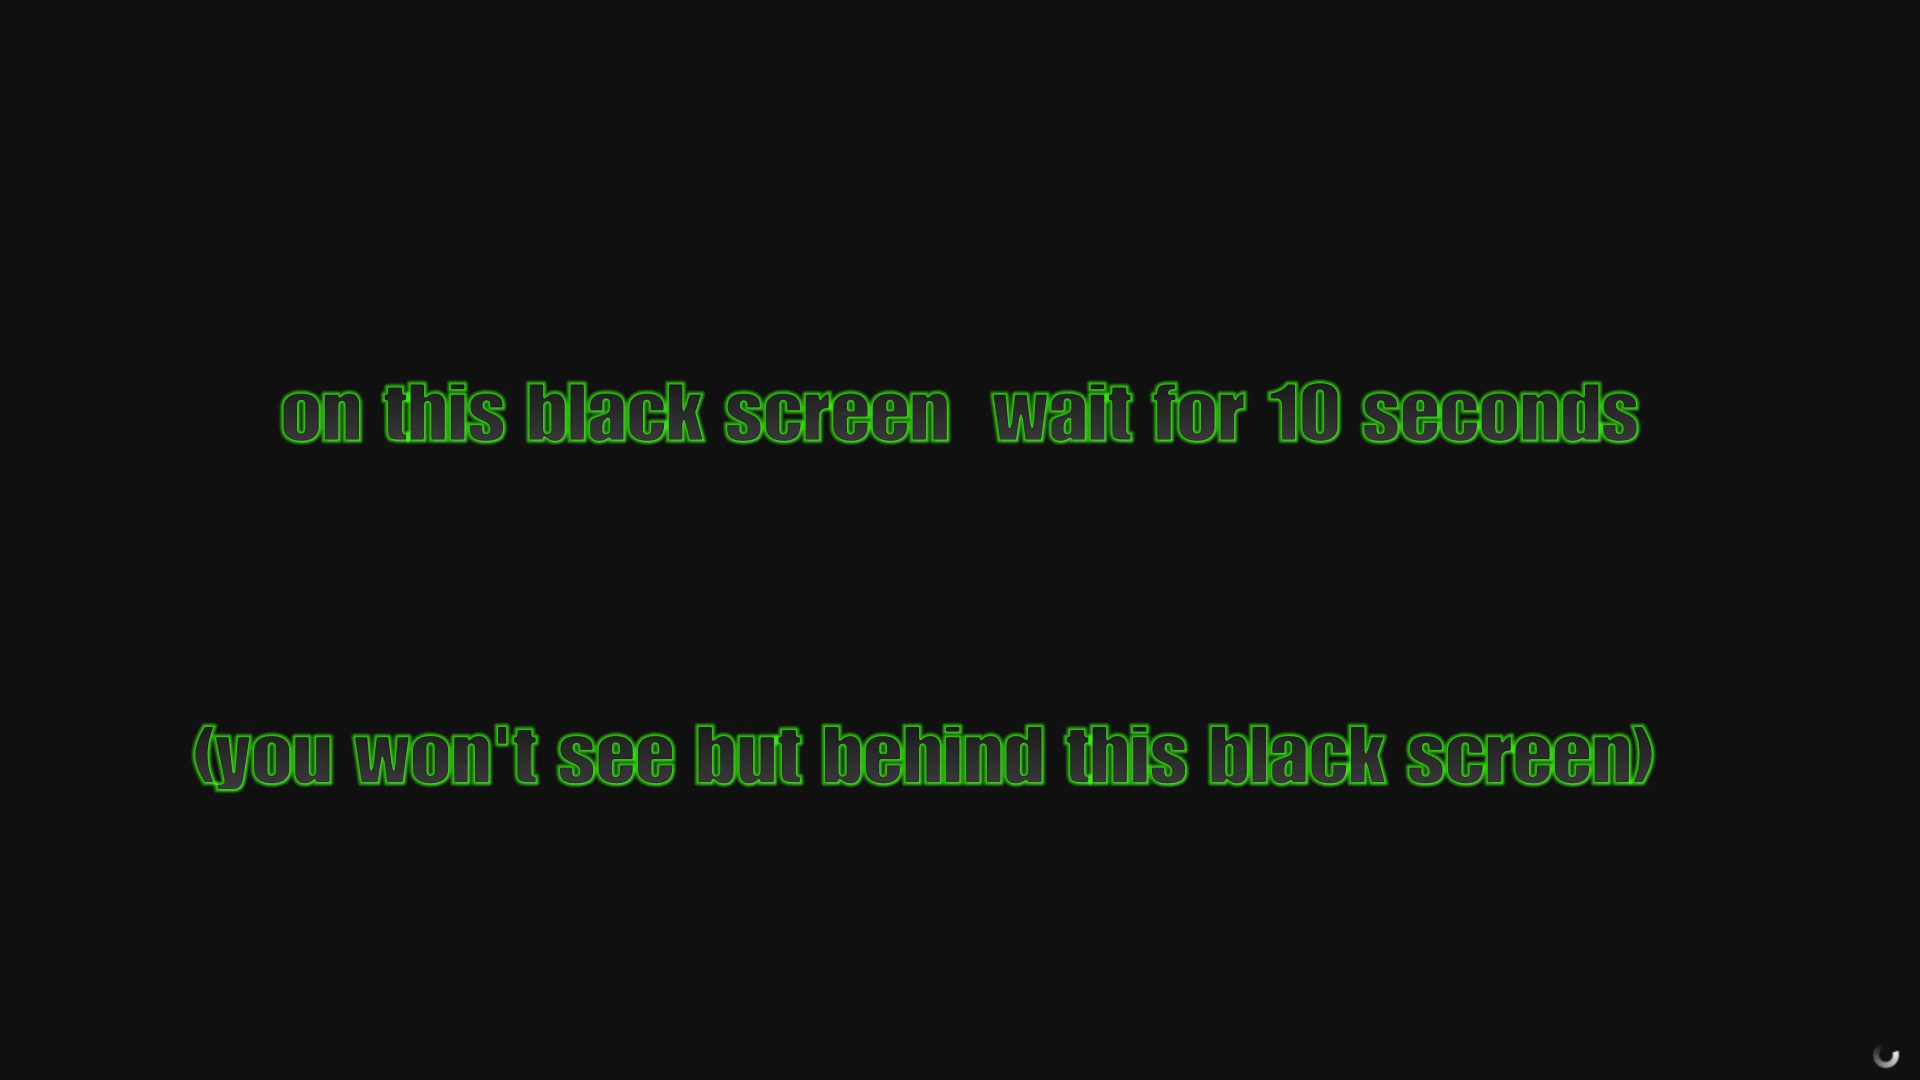 on this black screen  wait for 10 seconds
(you won't see but behind this black screen)